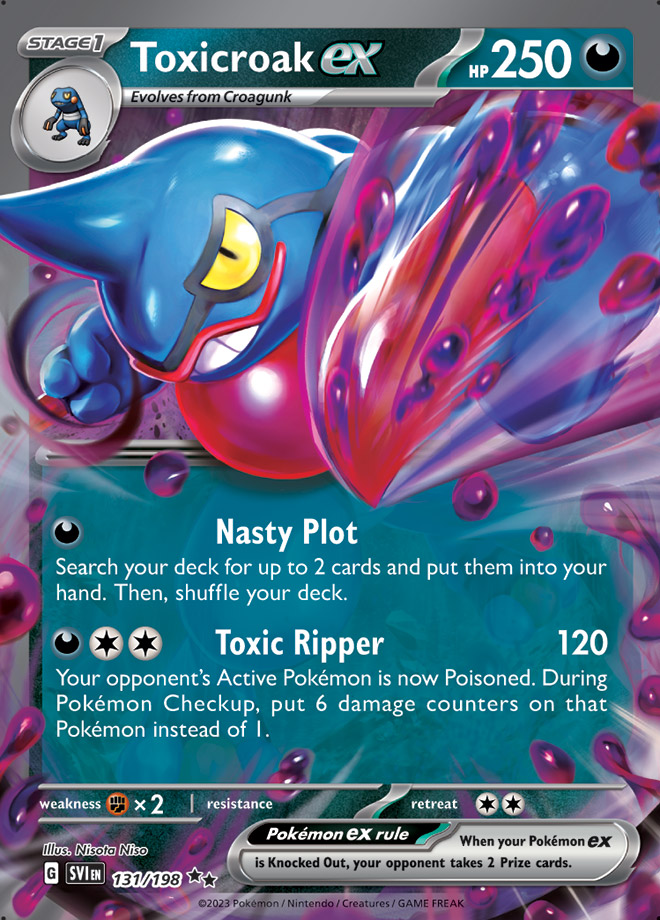 STAGE 1
Toxicroak ex
HP 250
Evolves from Croagunk
Nasty Plot
Search your deck for up to 2 cards and put them into your
hand. Then, shuffle your deck.
Toxic Ripper 120
Your opponent's Active Pokémon is now Poisoned. During
Pokémon Checkup, put 6 damage counters on that
Pokémon instead of 1.
weakness ×2 resistance retreat
Illus. Nisota Niso
Pokémon ex rule
When your Pokémon ex
is Knocked Out, your opponent takes 2 Prize cards.
G SVI EN 131/198
©2023 Pokémon / Nintendo / Creatures / GAME FREAK